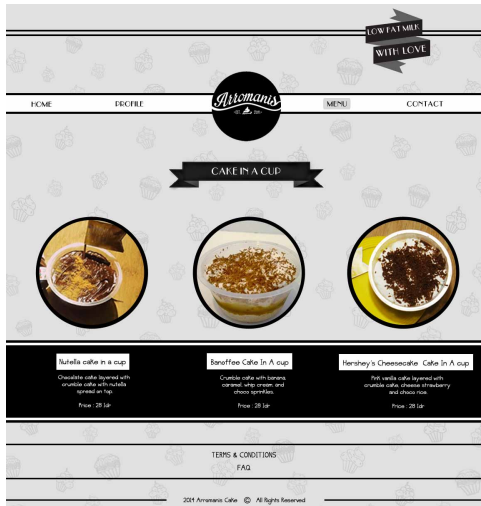 LOW FAT MILK
WITH LOVE
Arromanis
HOME PROFILE MENU CONTACT
CAKE IN A CUP
Nutella cake in a cup
Chocolate cake layered with
crumble cake with nutella
spread on top.
Price : 28 Idr
Banoffee Cake In A cup
Crumble cake with banana,
caramel, whip cream, and
choco sprinkles.
Price : 28 Idr
Hershey's Cheesecake Cake In A cup
Pink vanilla cake layered with
crumble cake, cheese strawberry
and choco rice.
Price : 28 Idr
TERMS & CONDITIONS
FAQ
2014 Arromanis Cake © All Rights Reserved